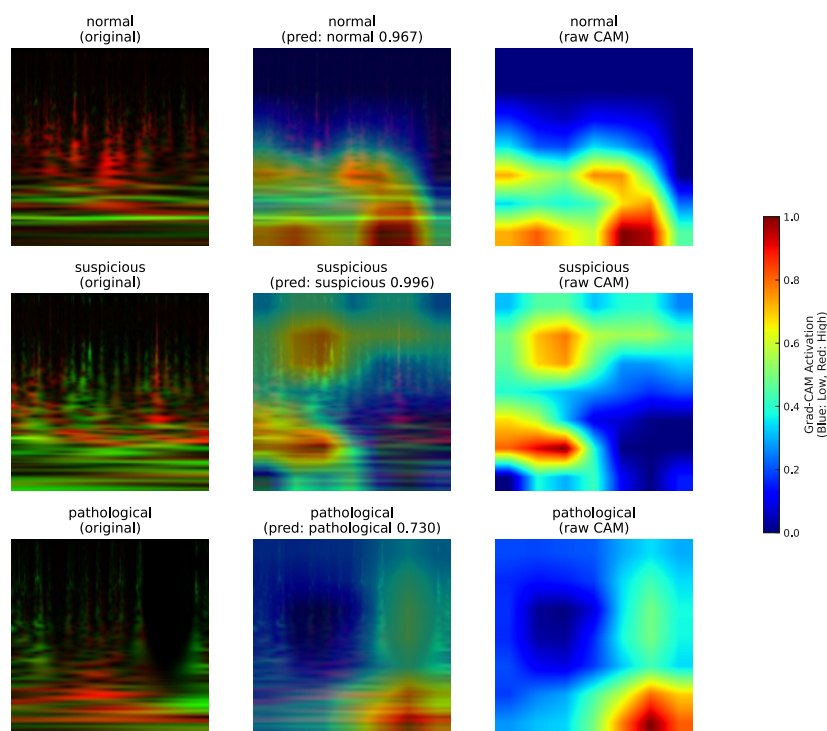 normal
(original)
normal
(pred: normal 0.967)
normal
(raw CAM)
suspicious
(original)
suspicious
(pred: suspicious 0.996)
suspicious
(raw CAM)
pathological
(original)
pathological
(pred: pathological 0.730)
pathological
(raw CAM)
1.0
0.8
0.6
0.4
0.2
0.0
Grad-CAM Activation
(Blue: Low, Red: High)